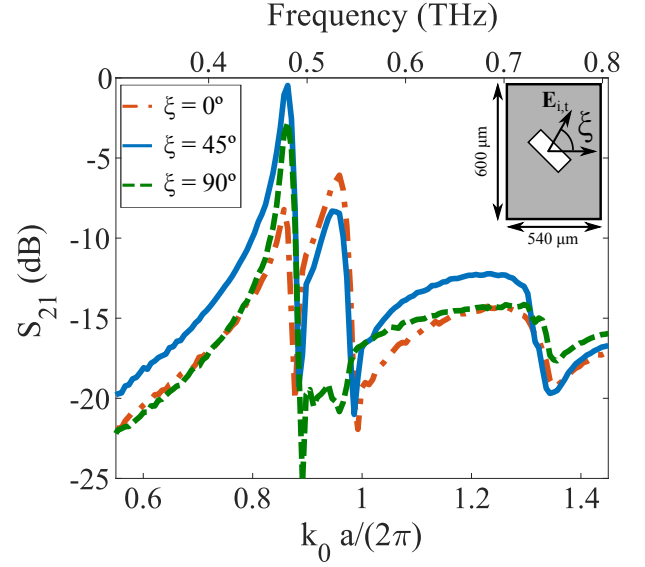 Frequency (THz)
0.4 0.5 0.6 0.7 0.8
0
-5
-10
-15
-20
-25
S21 (dB)
ξ = 0º
ξ = 45º
ξ = 90º
Ei,t
ξ
600 μm
540 μm
0.6 0.8 1 1.2 1.4
k0 a/(2π)